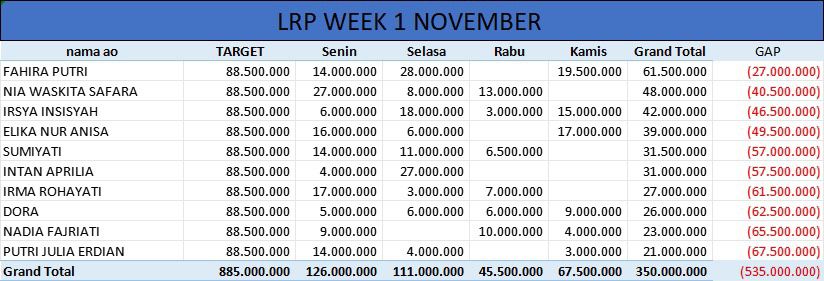 LRP WEEK 1 NOVEMBER
nama ao TARGET Senin Selasa Rabu Kamis Grand Total GAP
FAHIRA PUTRI 88.500.000 14.000.000 28.000.000 19.500.000 61.500.000 (27.000.000)
NIA WASKITA SAFARA 88.500.000 27.000.000 8.000.000 13.000.000 48.000.000 (40.500.000)
IRSYA INSISYAH 88.500.000 6.000.000 18.000.000 3.000.000 15.000.000 42.000.000 (46.500.000)
ELIKA NUR ANISA 88.500.000 16.000.000 6.000.000 17.000.000 39.000.000 (49.500.000)
SUMIYATI 88.500.000 14.000.000 11.000.000 6.500.000 31.500.000 (57.000.000)
INTAN APRILIA 88.500.000 4.000.000 27.000.000 31.000.000 (57.500.000)
IRMA ROHAYATI 88.500.000 17.000.000 3.000.000 7.000.000 27.000.000 (61.500.000)
DORA 88.500.000 5.000.000 6.000.000 6.000.000 9.000.000 26.000.000 (62.500.000)
NADIA FAJRIATI 88.500.000 9.000.000 10.000.000 4.000.000 23.000.000 (65.500.000)
PUTRI JULIA ERDIAN 88.500.000 14.000.000 4.000.000 3.000.000 21.000.000 (67.500.000)
Grand Total 885.000.000 126.000.000 111.000.000 45.500.000 67.500.000 350.000.000 (535.000.000)